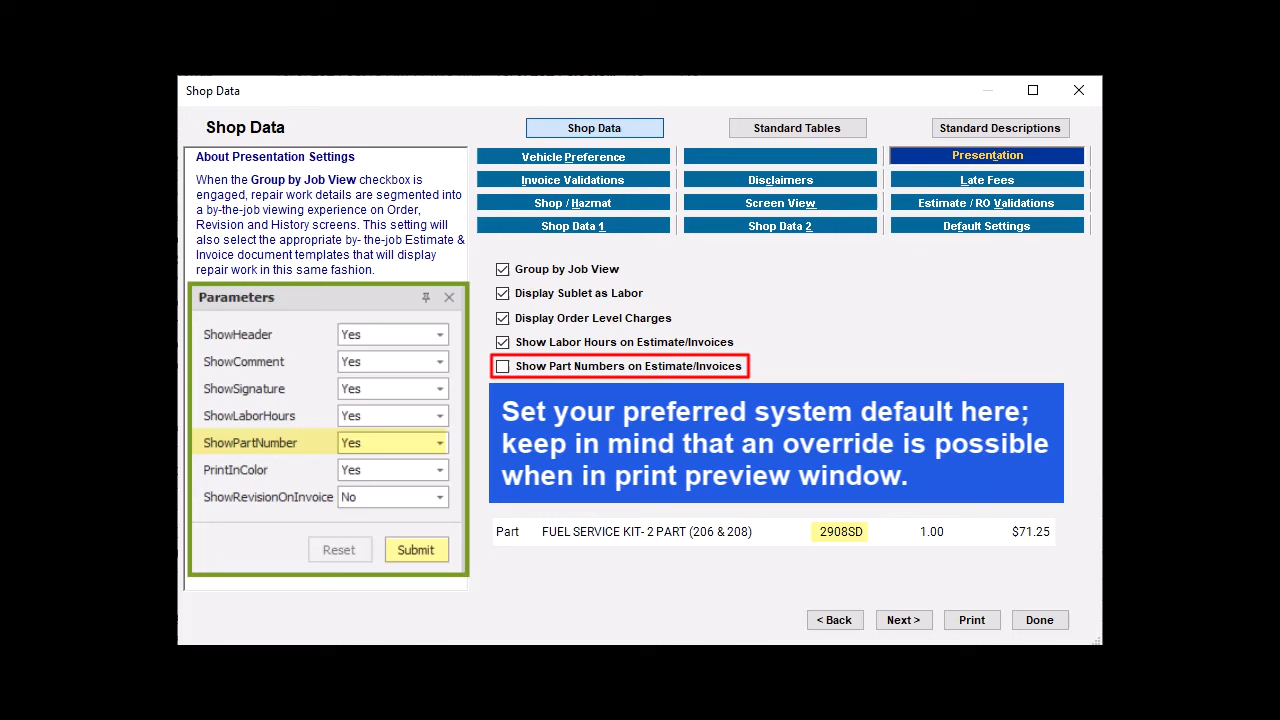 Shop Data
Shop Data
Shop Data
Standard Tables
Standard Descriptions
About Presentation Settings
When the Group by Job View checkbox is
engaged, repair work details are segmented into
a by-the-job viewing experience on Order,
Revision and History screens. This setting will
also select the appropriate by- the-job Estimate &
Invoice document templates that will display
repair work in this same fashion.
Vehicle Preference
Presentation
Invoice Validations
Disclaimers
Late Fees
Shop / Hazmat
Screen View
Estimate / RO Validations
Shop Data 1
Shop Data 2
Default Settings
Parameters
ShowHeader Yes
ShowComment Yes
ShowSignature Yes
ShowLaborHours Yes
ShowPartNumber Yes
PrintInColor Yes
ShowRevisionOnInvoice No
Reset
Submit
Group by Job View
Display Sublet as Labor
Display Order Level Charges
Show Labor Hours on Estimate/Invoices
Show Part Numbers on Estimate/Invoices
Set your preferred system default here;
keep in mind that an override is possible
when in print preview window.
Part FUEL SERVICE KIT- 2 PART (206 & 208) 2908SD 1.00 $71.25
< Back
Next >
Print
Done